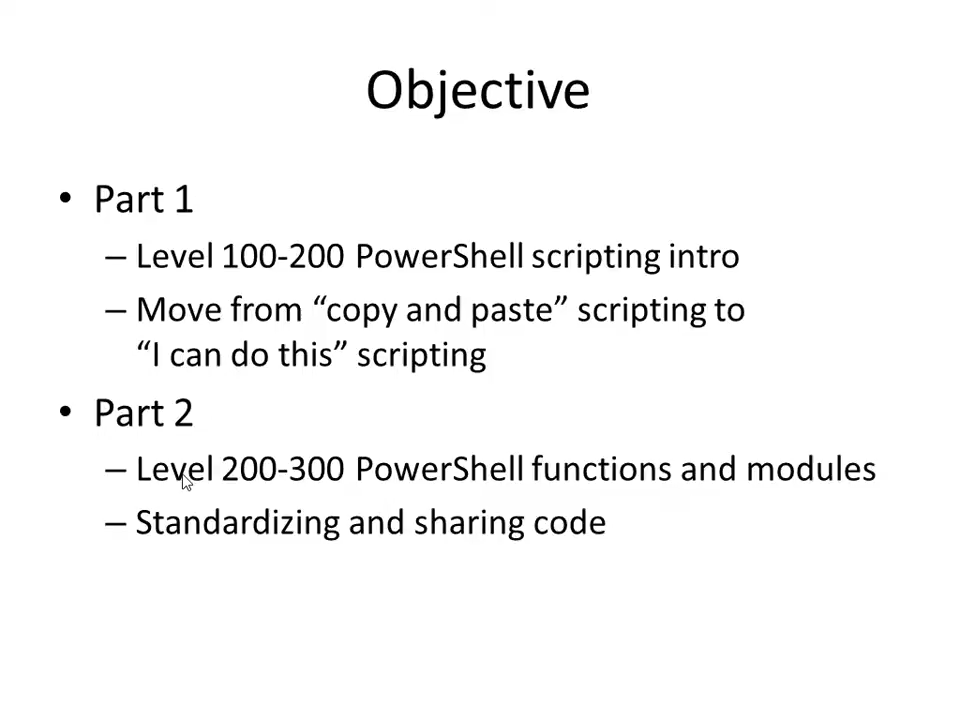 Objective
• Part 1
– Level 100-200 PowerShell scripting intro
– Move from “copy and paste” scripting to
“I can do this” scripting
• Part 2
– Level 200-300 PowerShell functions and modules
– Standardizing and sharing code